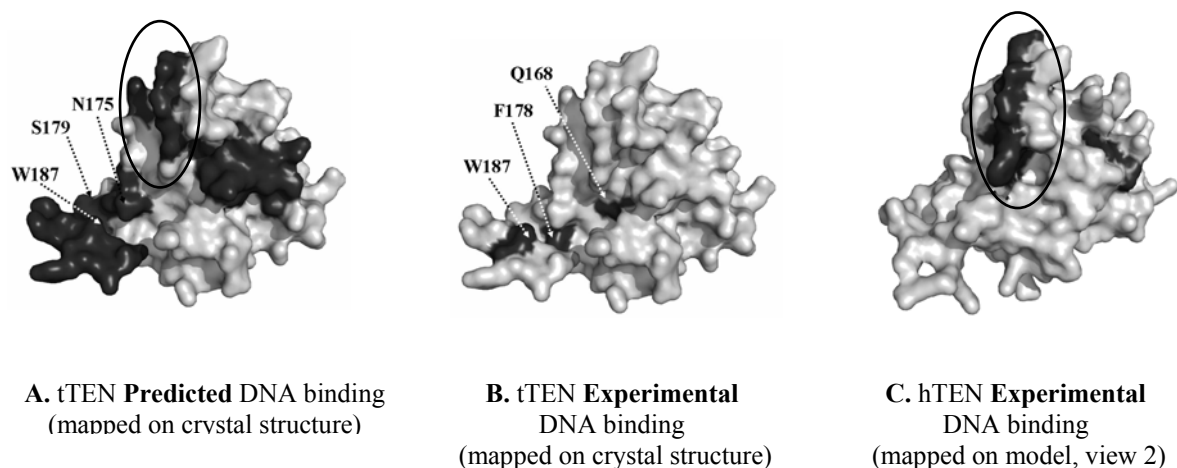 N175
S179
W187
Q168
F178
W187
A. tTEN Predicted DNA binding
(mapped on crystal structure)
B. tTEN Experimental
DNA binding
(mapped on crystal structure)
C. hTEN Experimental
DNA binding
(mapped on model, view 2)